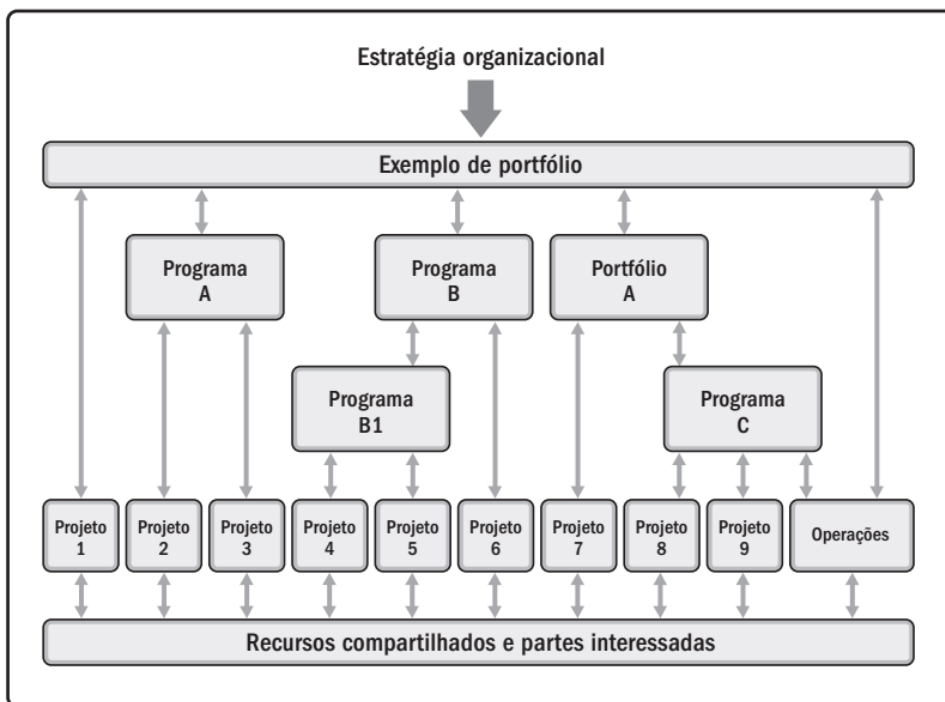 Estratégia organizacional
Exemplo de portfólio
Programa
A
Programa
B
Portfólio
A
Programa
B1
Programa
C
Projeto
1
Projeto
2
Projeto
3
Projeto
4
Projeto
5
Projeto
6
Projeto
7
Projeto
8
Projeto
9
Operações
Recursos compartilhados e partes interessadas